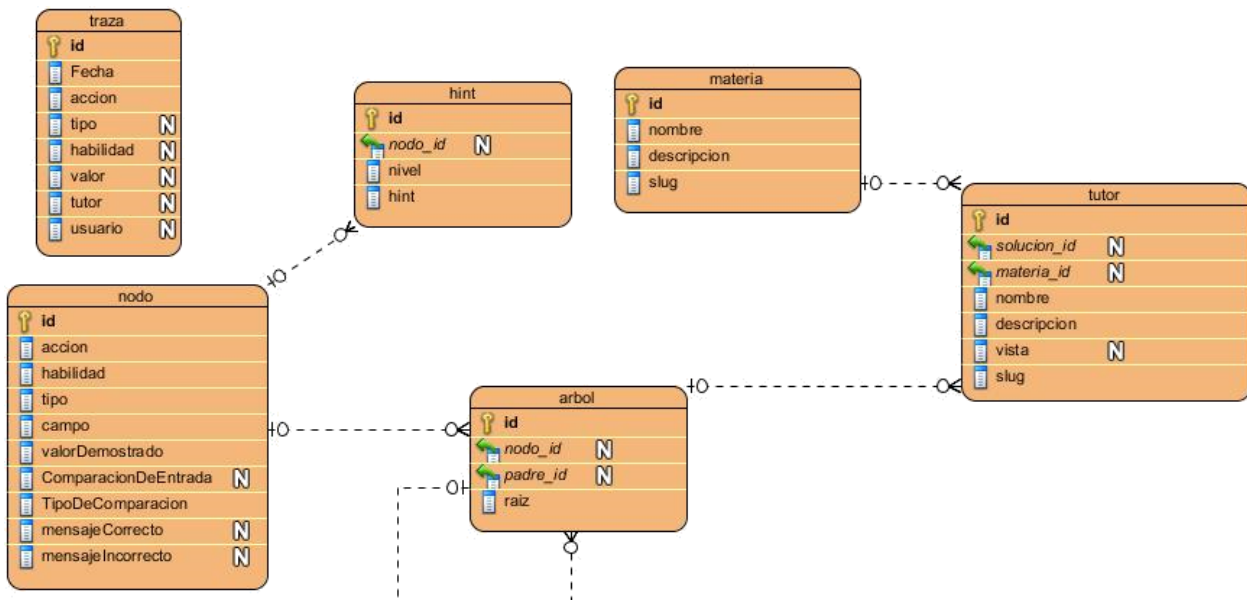 traza
id
Fecha
accion
tipo N
habilidad N
valor N
tutor N
usuario N
hint
id
nodo_id N
nivel
hint
materia
id
nombre
descripcion
slug
tutor
id
solucion_id N
materia_id N
nombre
descripcion
vista N
slug
nodo
id
accion
habilidad
tipo
campo
valorDemostrado
ComparacionDeEntrada N
TipoDeComparacion
mensajeCorrecto N
mensajeIncorrecto N
arbol
id
nodo_id N
padre_id N
raiz